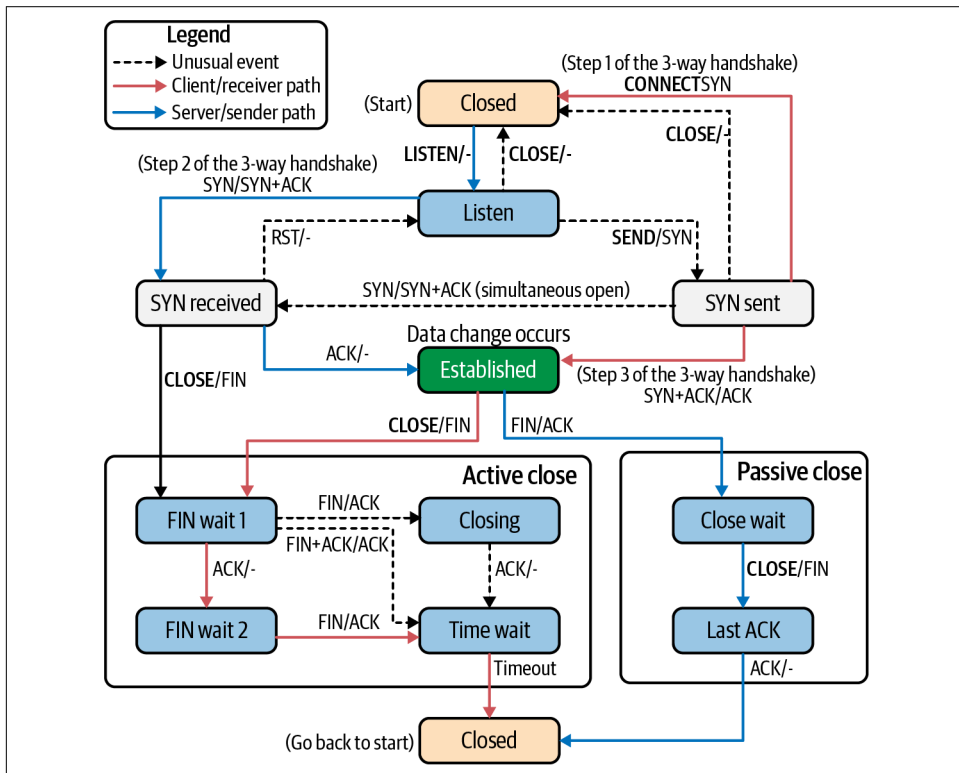 Legend
Unusual event
Client/receiver path
Server/sender path
(Step 1 of the 3-way handshake)
CONNECTSYN
(Start)
Closed
CLOSE/-
LISTEN/-
CLOSE/-
(Step 2 of the 3-way handshake)
SYN/SYN+ACK
Listen
RST/-
SEND/SYN
SYN/SYN+ACK (simultaneous open)
SYN received
SYN sent
Data change occurs
ACK/-
Established
CLOSE/FIN
(Step 3 of the 3-way handshake)
SYN+ACK/ACK
CLOSE/FIN
FIN/ACK
Active close
Passive close
FIN wait 1
FIN/ACK
Closing
Close wait
FIN+ACK/ACK
ACK/-
ACK/-
CLOSE/FIN
FIN wait 2
FIN/ACK
Time wait
Last ACK
Timeout
ACK/-
(Go back to start)
Closed